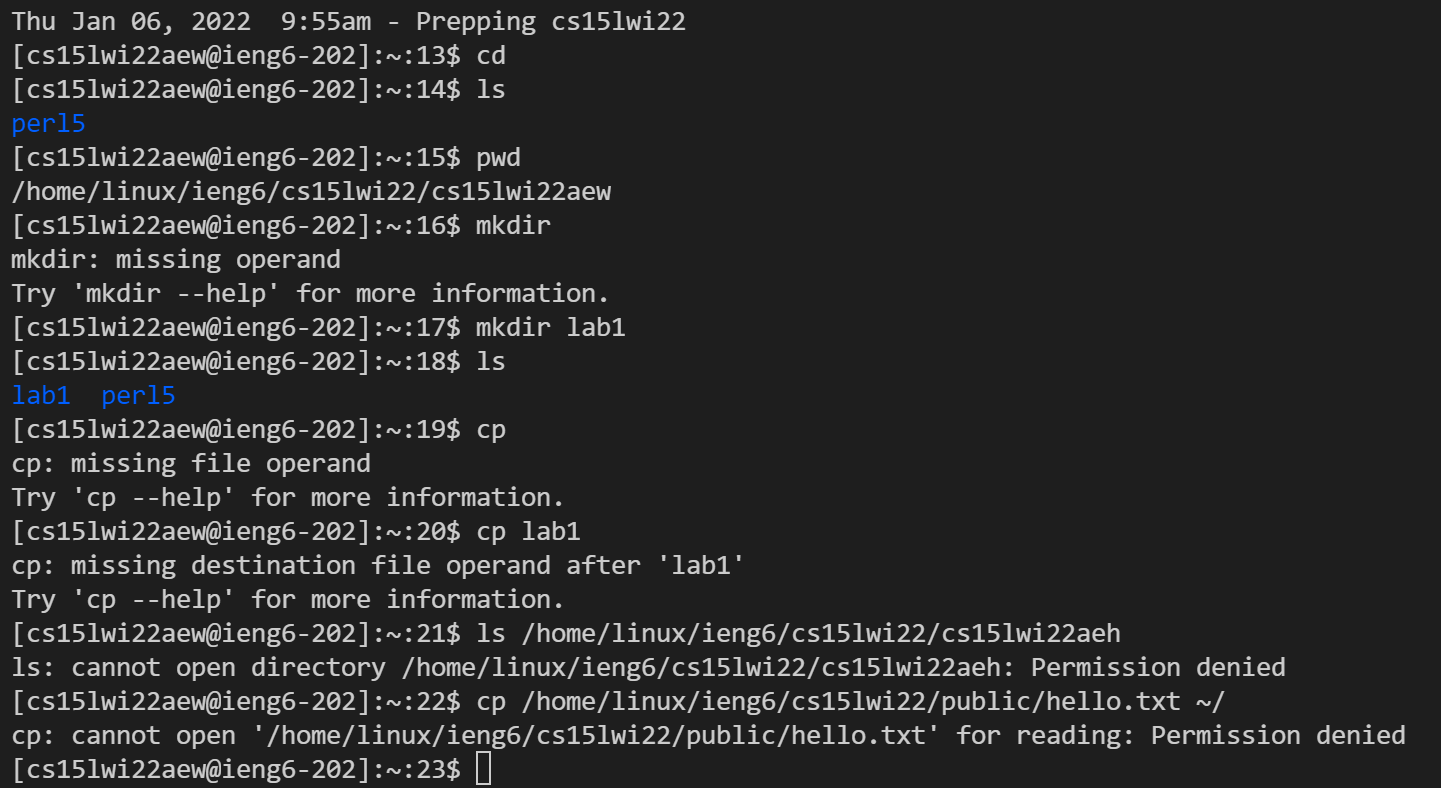 Thu Jan 06, 2022  9:55am - Prepping cs15lwi22
[cs15lwi22aew@ieng6-202]:~:13$ cd
[cs15lwi22aew@ieng6-202]:~:14$ ls
perl5
[cs15lwi22aew@ieng6-202]:~:15$ pwd
/home/linux/ieng6/cs15lwi22/cs15lwi22aew
[cs15lwi22aew@ieng6-202]:~:16$ mkdir
mkdir: missing operand
Try 'mkdir --help' for more information.
[cs15lwi22aew@ieng6-202]:~:17$ mkdir lab1
[cs15lwi22aew@ieng6-202]:~:18$ ls
lab1  perl5
[cs15lwi22aew@ieng6-202]:~:19$ cp
cp: missing file operand
Try 'cp --help' for more information.
[cs15lwi22aew@ieng6-202]:~:20$ cp lab1
cp: missing destination file operand after 'lab1'
Try 'cp --help' for more information.
[cs15lwi22aew@ieng6-202]:~:21$ ls /home/linux/ieng6/cs15lwi22/cs15lwi22aeh
ls: cannot open directory /home/linux/ieng6/cs15lwi22/cs15lwi22aeh: Permission denied
[cs15lwi22aew@ieng6-202]:~:22$ cp /home/linux/ieng6/cs15lwi22/public/hello.txt ~/
cp: cannot open '/home/linux/ieng6/cs15lwi22/public/hello.txt' for reading: Permission denied
[cs15lwi22aew@ieng6-202]:~:23$